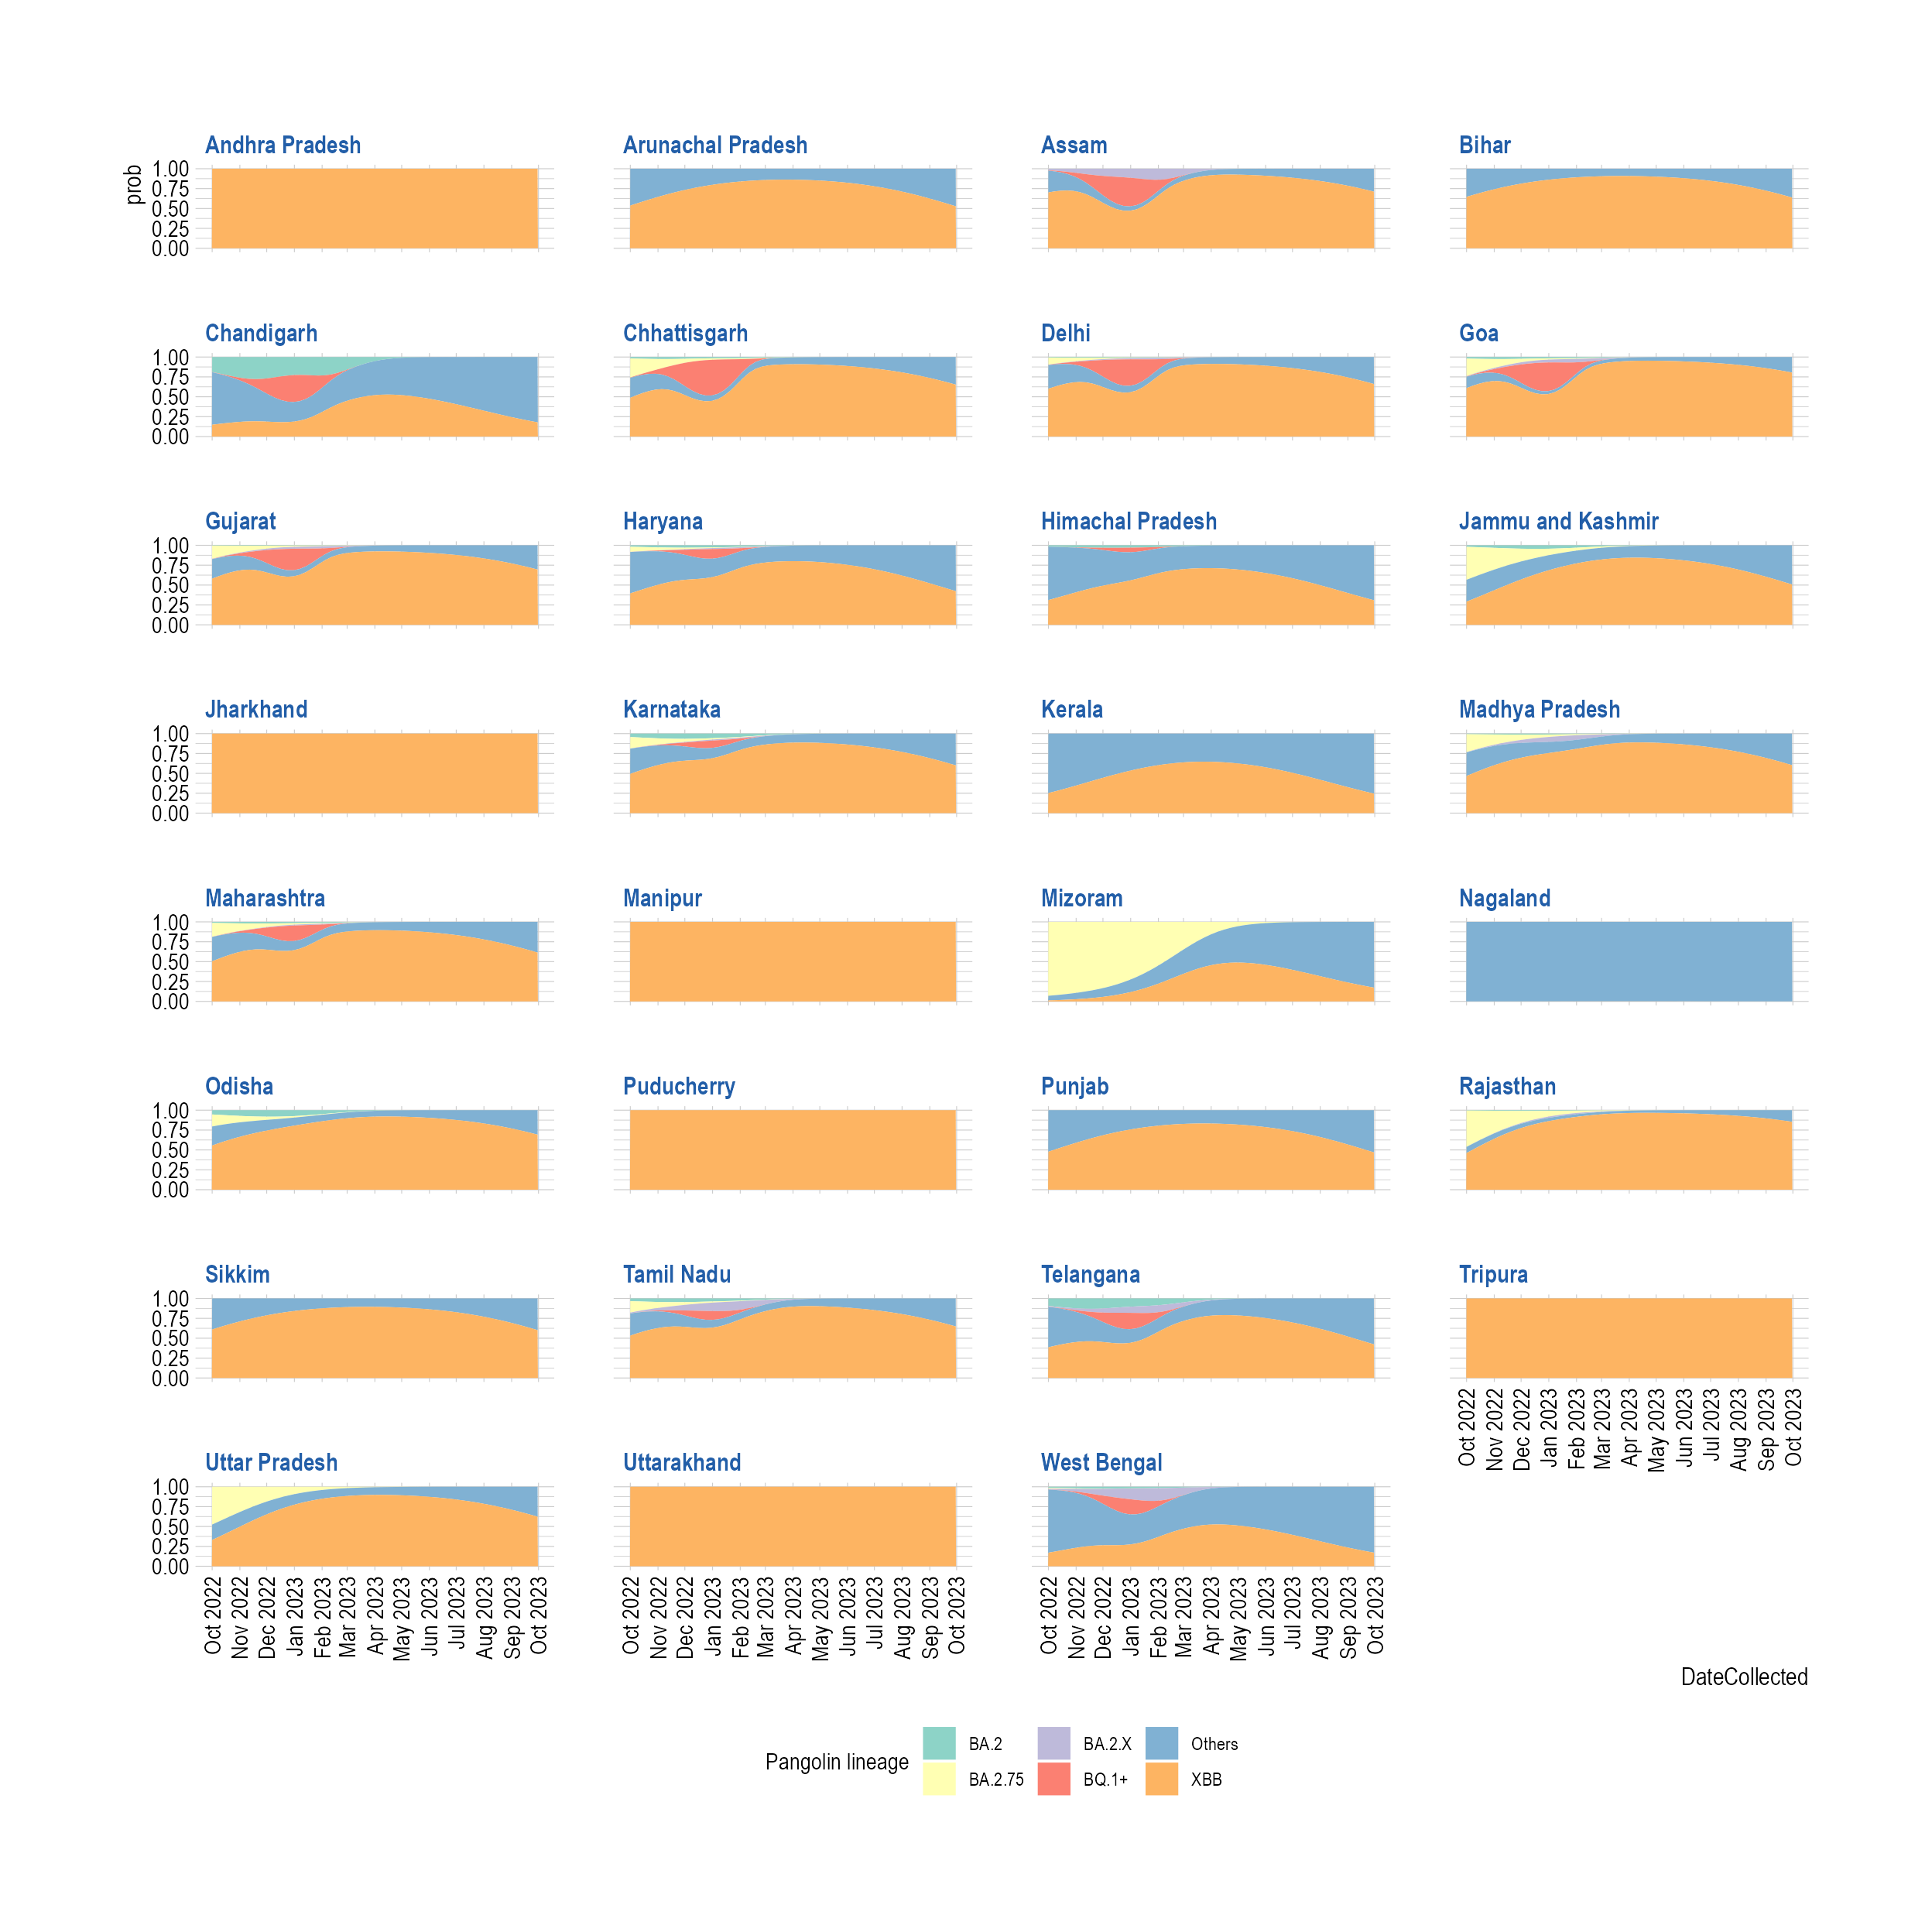 Andhra Pradesh
Arunachal Pradesh
Assam
Bihar
prob
1.00
0.75
0.50
0.25
0.00
Chandigarh
Chhattisgarh
Delhi
Goa
1.00
0.75
0.50
0.25
0.00
Gujarat
Haryana
Himachal Pradesh
Jammu and Kashmir
1.00
0.75
0.50
0.25
0.00
Jharkhand
Karnataka
Kerala
Madhya Pradesh
1.00
0.75
0.50
0.25
0.00
Maharashtra
Manipur
Mizoram
Nagaland
1.00
0.75
0.50
0.25
0.00
Odisha
Puducherry
Punjab
Rajasthan
1.00
0.75
0.50
0.25
0.00
Sikkim
Tamil Nadu
Telangana
Tripura
1.00
0.75
0.50
0.25
0.00
Oct 2022
Nov 2022
Dec 2022
Jan 2023
Feb 2023
Mar 2023
Apr 2023
May 2023
Jun 2023
Jul 2023
Aug 2023
Sep 2023
Oct 2023
Uttar Pradesh
Uttarakhand
West Bengal
1.00
0.75
0.50
0.25
0.00
Oct 2022
Nov 2022
Dec 2022
Jan 2023
Feb 2023
Mar 2023
Apr 2023
May 2023
Jun 2023
Jul 2023
Aug 2023
Sep 2023
Oct 2023
Oct 2022
Nov 2022
Dec 2022
Jan 2023
Feb 2023
Mar 2023
Apr 2023
May 2023
Jun 2023
Jul 2023
Aug 2023
Sep 2023
Oct 2023
Oct 2022
Nov 2022
Dec 2022
Jan 2023
Feb 2023
Mar 2023
Apr 2023
May 2023
Jun 2023
Jul 2023
Aug 2023
Sep 2023
Oct 2023
DateCollected
Pangolin lineage
BA.2
BA.2.X
Others
BA.2.75
BQ.1+
XBB